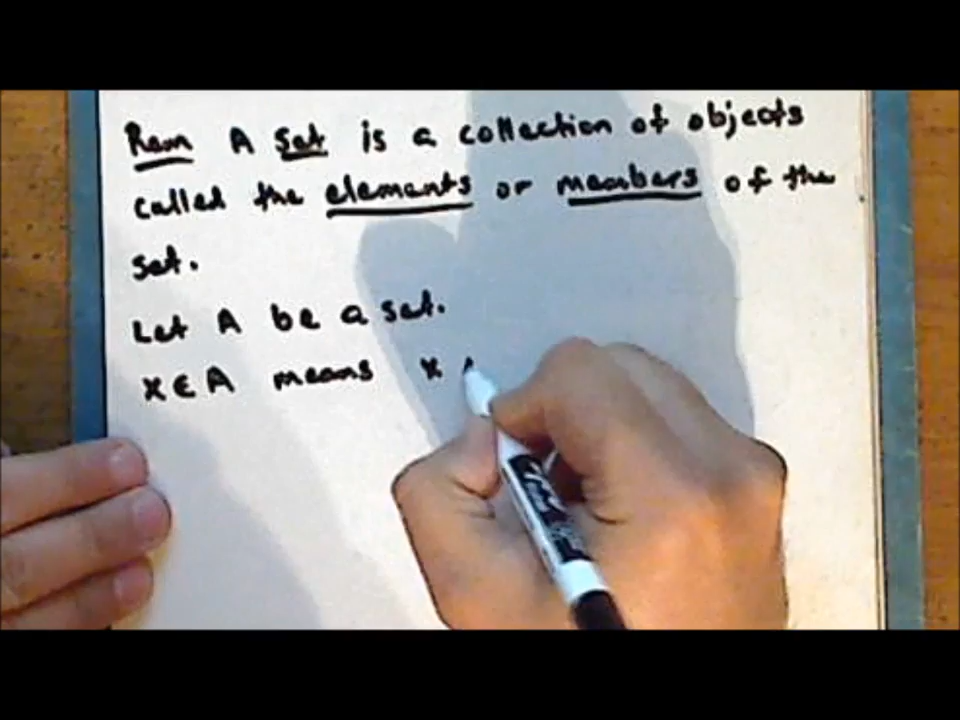 Rem A set is a collection of objects
called the elements or members of the
set.
Let A be a set.
x ∈ A means x